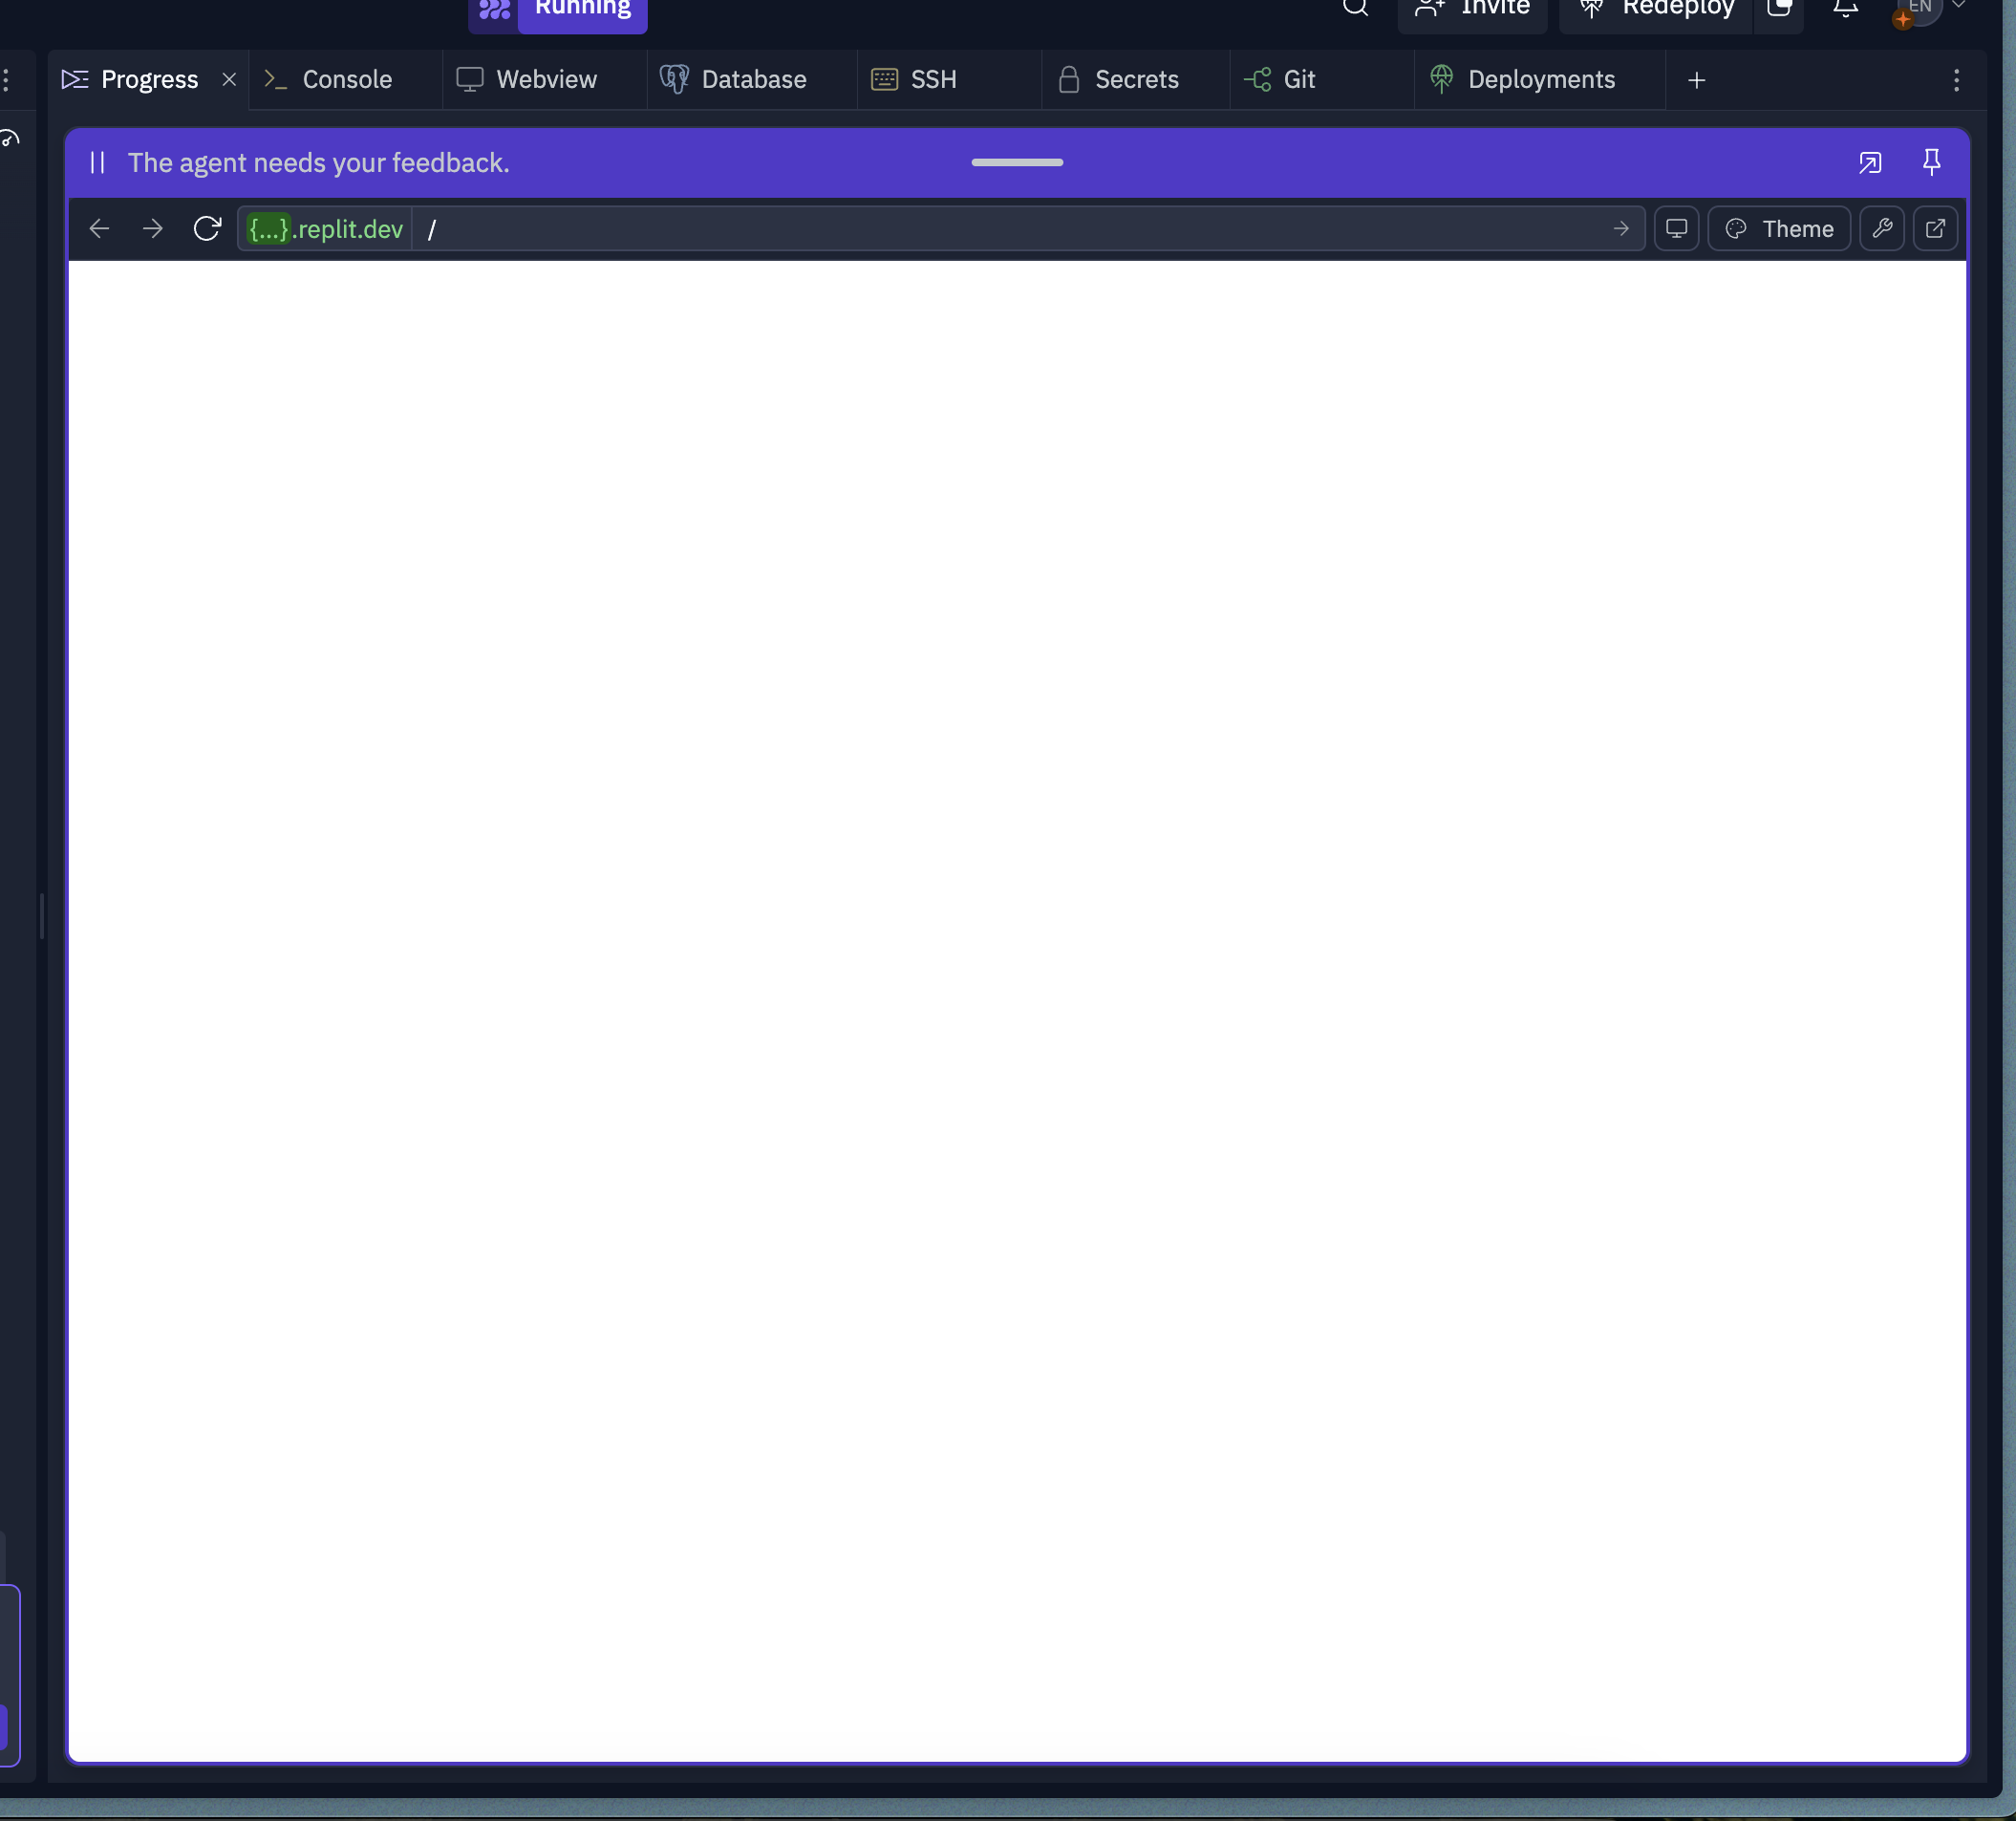 Running
Invite
Redeploy
EN
Progress
Console
Webview
Database
SSH
Secrets
Git
Deployments
The agent needs your feedback.
{...}.replit.dev
/
Theme